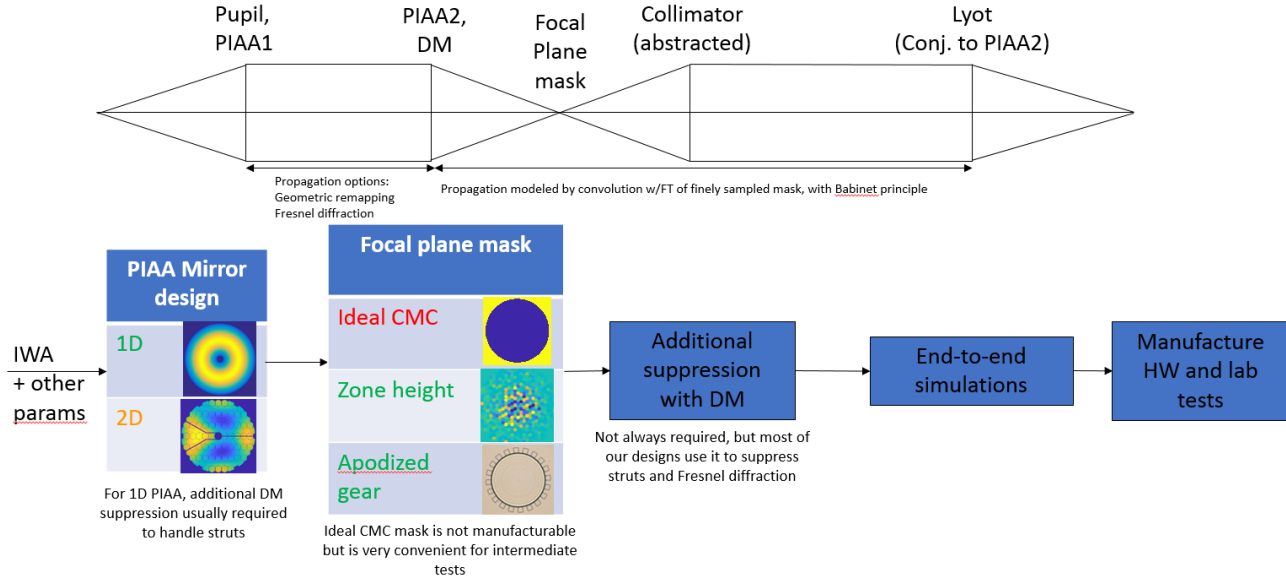 Pupil,
PIAA1
PIAA2,
DM
Focal
Plane
mask
Collimator
(abstracted)
Lyot
(Conj. to PIAA2)
Propagation options:
Geometric remapping
Fresnel diffraction
Propagation modeled by convolution w/FT of finely sampled mask, with Babinet principle
IWA
+ other
params
PIAA Mirror
design
1D
2D
For 1D PIAA, additional DM
suppression usually required
to handle struts
Focal plane mask
Ideal CMC
Zone height
Apodized
gear
Ideal CMC mask is not manufacturable
but is very convenient for intermediate
tests
Additional
suppression
with DM
Not always required, but most of
our designs use it to suppress
struts and Fresnel diffraction
End-to-end
simulations
Manufacture
HW and lab
tests